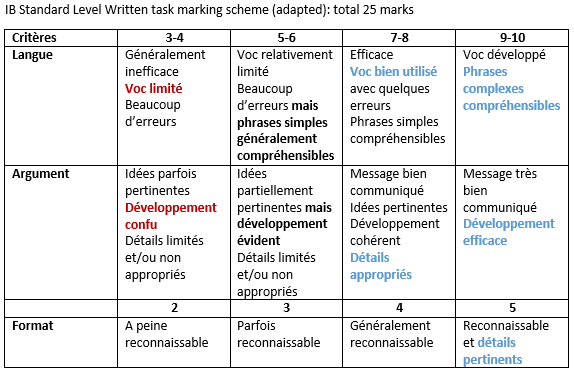 IB Standard Level Written task marking scheme (adapted): total 25 marks
Critères 3-4 5-6 7-8 9-10
Langue
Généralement
inefficace
Voc limité
Beaucoup
d’erreurs
Voc relativement
limité
Beaucoup
d’erreurs mais
phrases simples
généralement
compréhensibles
Efficace
Voc bien utilisé
avec quelques
erreurs
Phrases simples
compréhensibles
Voc développé
Phrases
complexes
compréhensibles
Argument
Idées parfois
pertinentes
Développement
confu
Détails limités
et/ou non
appropriés
Idées
partiellement
pertinentes mais
développement
évident
Détails limités
et/ou non
appropriés
Message bien
communiqué
Idées pertinentes
Développement
cohérent
Détails
appropriés
Message très
bien
communiqué
Développement
efficace
2 3 4 5
Format
A peine
reconnaissable
Parfois
reconnaissable
Généralement
reconnaissable
Reconnaissable
et détails
pertinents